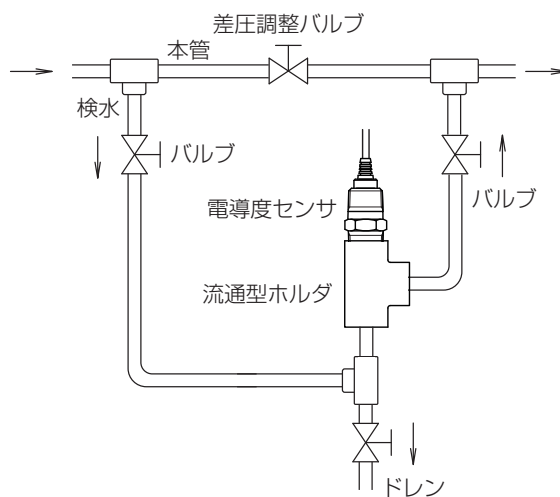 差圧調整バルブ
本管
検水
バルブ
バルブ
電導度センサ
流通型ホルダ
ドレン